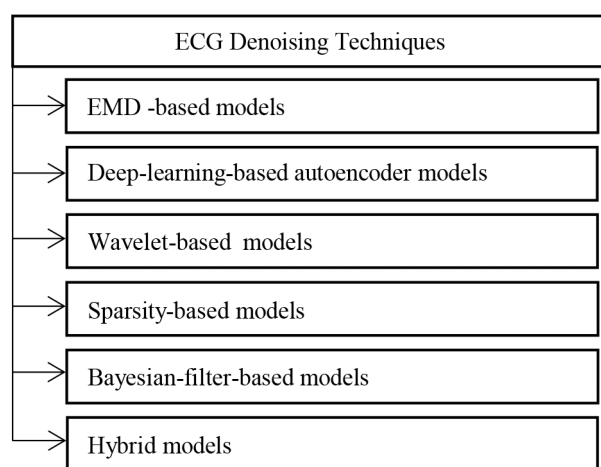 ECG Denoising Techniques
EMD -based models
Deep-learning-based autoencoder models
Wavelet-based models
Sparsity-based models
Bayesian-filter-based models
Hybrid models